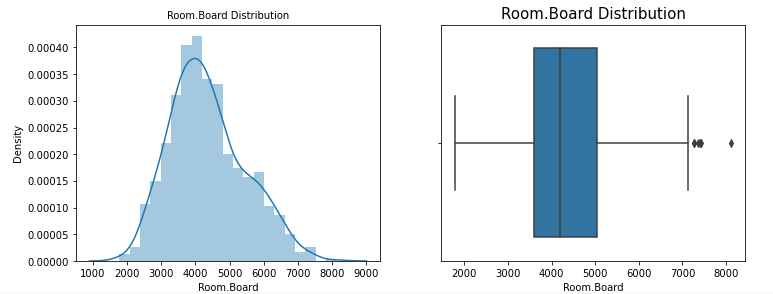 Room.Board Distribution
0.00040
0.00035
0.00030
0.00025
0.00020
0.00015
0.00010
0.00005
0.00000
Density
1000 2000 3000 4000 5000 6000 7000 8000 9000
Room.Board
Room.Board Distribution
2000 3000 4000 5000 6000 7000 8000
Room.Board